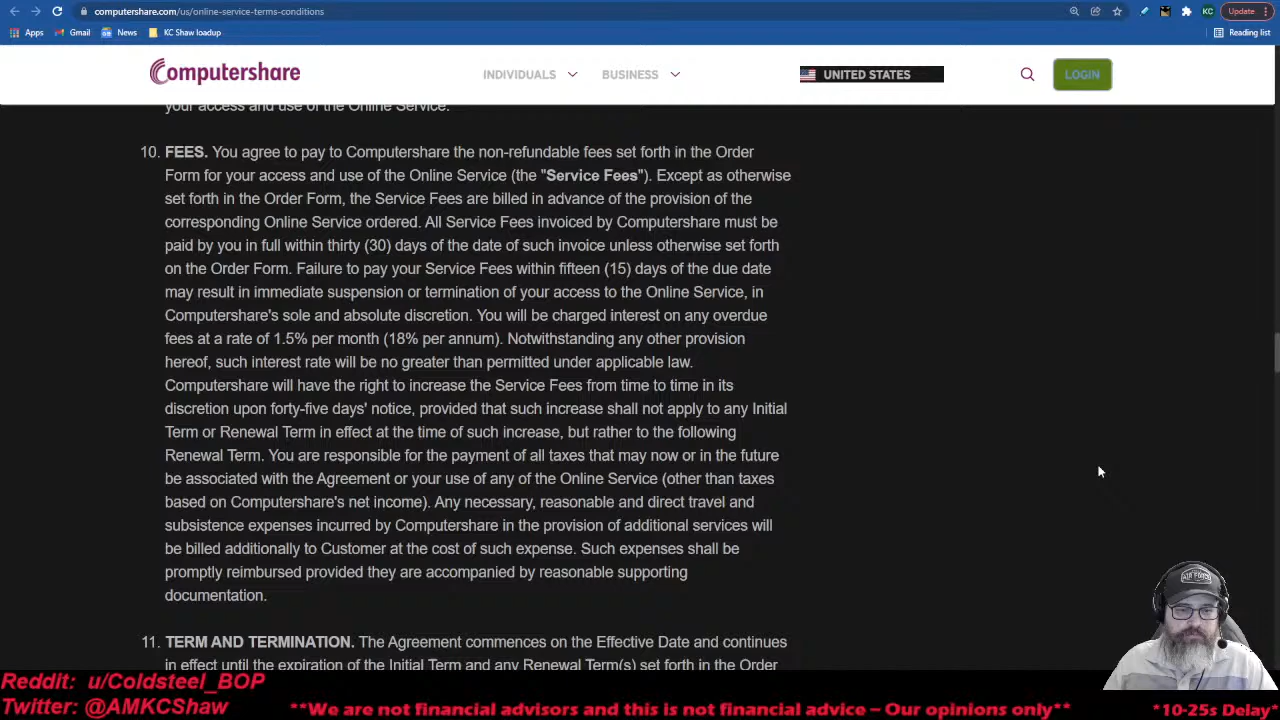 computershare.com/us/online-service-terms-conditions
KC
Update
Apps
Gmail
News
KC Shaw loadup
Reading list
Computershare
INDIVIDUALS
BUSINESS
UNITED STATES
LOGIN
your access and use of the Online Service.
10. FEES. You agree to pay to Computershare the non-refundable fees set forth in the Order
Form for your access and use of the Online Service (the "Service Fees"). Except as otherwise
set forth in the Order Form, the Service Fees are billed in advance of the provision of the
corresponding Online Service ordered. All Service Fees invoiced by Computershare must be
paid by you in full within thirty (30) days of the date of such invoice unless otherwise set forth
on the Order Form. Failure to pay your Service Fees within fifteen (15) days of the due date
may result in immediate suspension or termination of your access to the Online Service, in
Computershare's sole and absolute discretion. You will be charged interest on any overdue
fees at a rate of 1.5% per month (18% per annum). Notwithstanding any other provision
hereof, such interest rate will be no greater than permitted under applicable law.
Computershare will have the right to increase the Service Fees from time to time in its
discretion upon forty-five days' notice, provided that such increase shall not apply to any Initial
Term or Renewal Term in effect at the time of such increase, but rather to the following
Renewal Term. You are responsible for the payment of all taxes that may now or in the future
be associated with the Agreement or your use of any of the Online Service (other than taxes
based on Computershare's net income). Any necessary, reasonable and direct travel and
subsistence expenses incurred by Computershare in the provision of additional services will
be billed additionally to Customer at the cost of such expense. Such expenses shall be
promptly reimbursed provided they are accompanied by reasonable supporting
documentation.
11. TERM AND TERMINATION. The Agreement commences on the Effective Date and continues
in effect until the expiration of the Initial Term and any Renewal Term(s) set forth in the Order
AIR FORCE
Reddit: u/Coldsteel_BOP
Twitter: @AMKCShaw
**We are not financial advisors and this is not financial advice – Our opinions only**
*10-25s Delay*